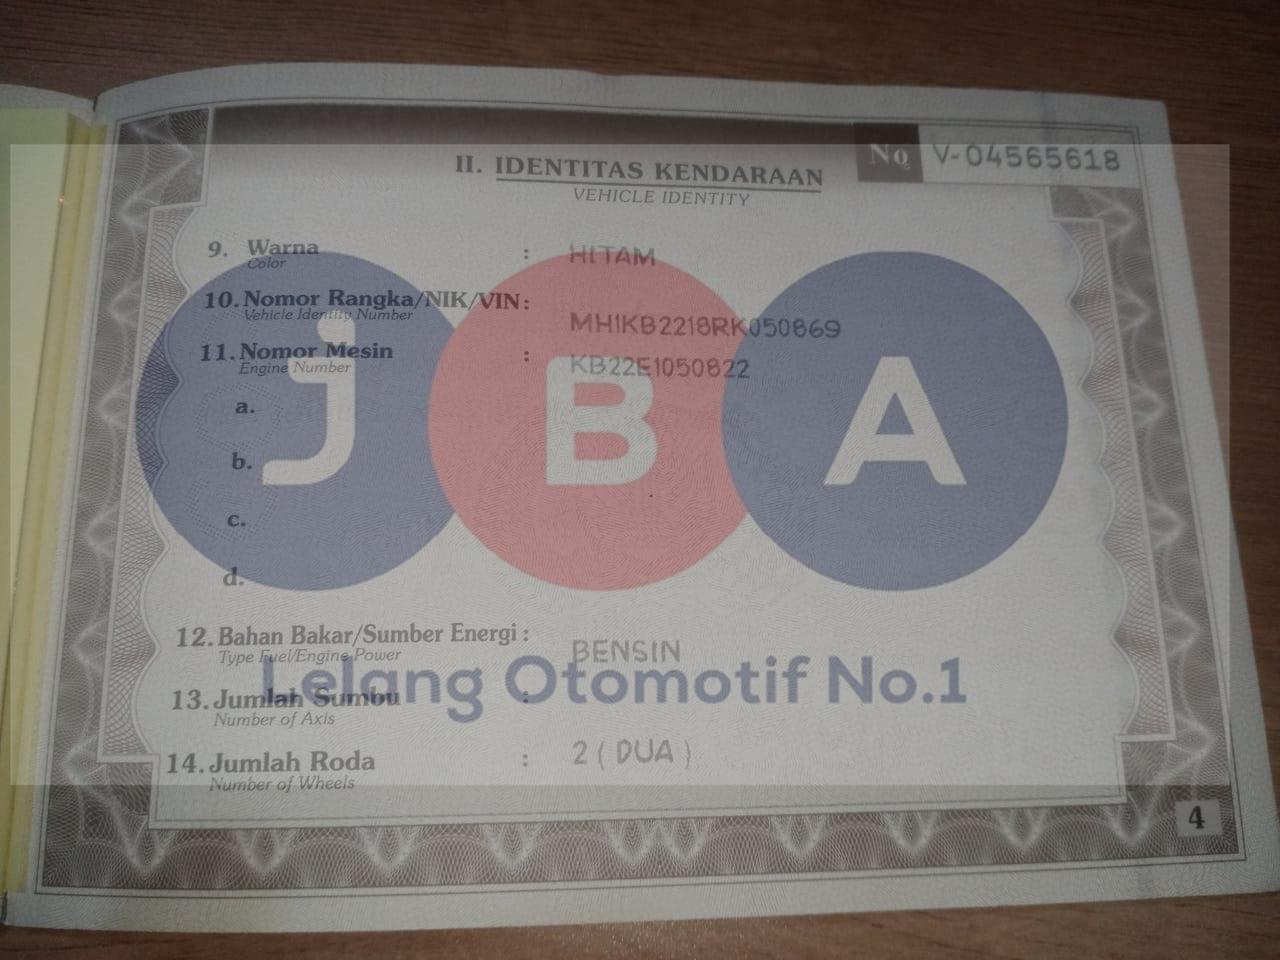 No. V-04565618
II. IDENTITAS KENDARAAN
VEHICLE IDENTITY
9. Warna : HITAM
Color
10. Nomor Rangka/NIK/VIN : MH1KB2218RK050869
Vehicle Identity Number
11. Nomor Mesin : KB22E1050822
Engine Number
a.
b.
c.
d.
12. Bahan Bakar/Sumber Energi : BENSIN
Type Fuel/Engine Power
13. Jumlah Sumbu :
Number of Axis
14. Jumlah Roda : 2 ( DUA )
Number of Wheels
4
jBA
Lelang Otomotif No.1